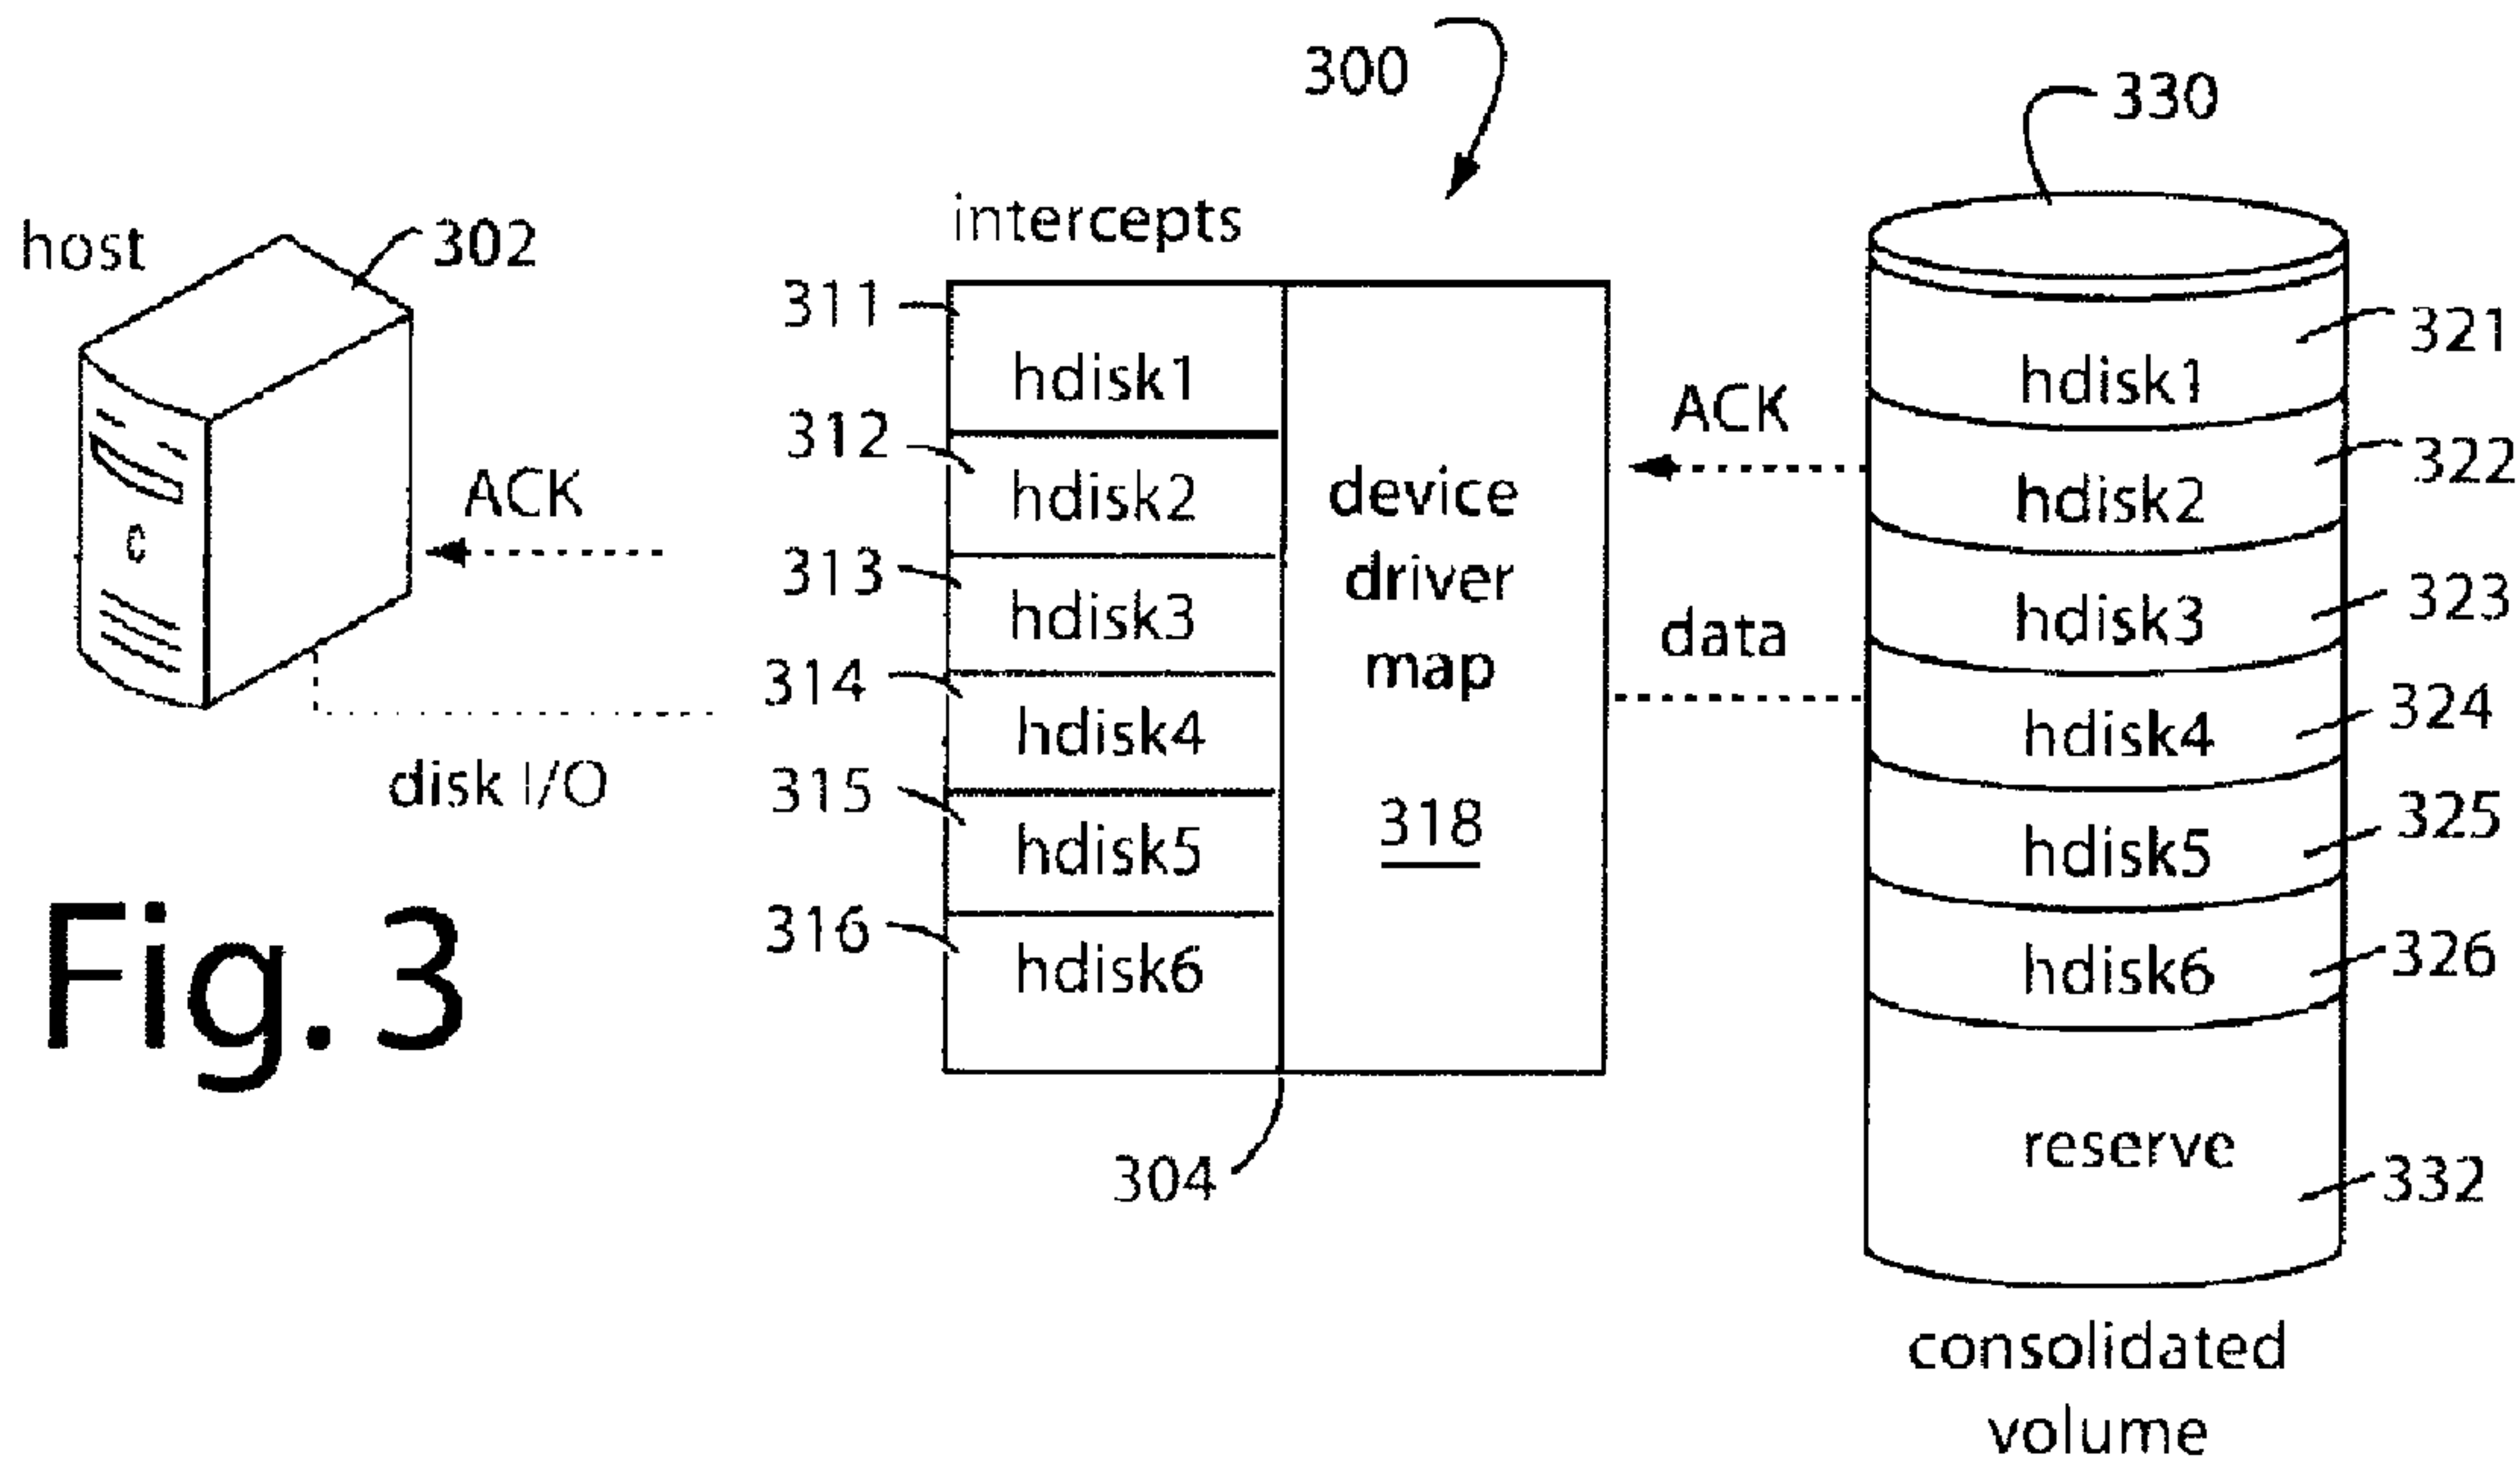 300
330
host
302
intercepts
311
hdisk1
312
hdisk2
313
hdisk3
314
hdisk4
315
hdisk5
316
hdisk6
device
driver
map
318
304
ACK
disk I/O
ACK
data
hdisk1
321
hdisk2
322
hdisk3
323
hdisk4
324
hdisk5
325
hdisk6
326
reserve
332
consolidated
volume
Fig. 3